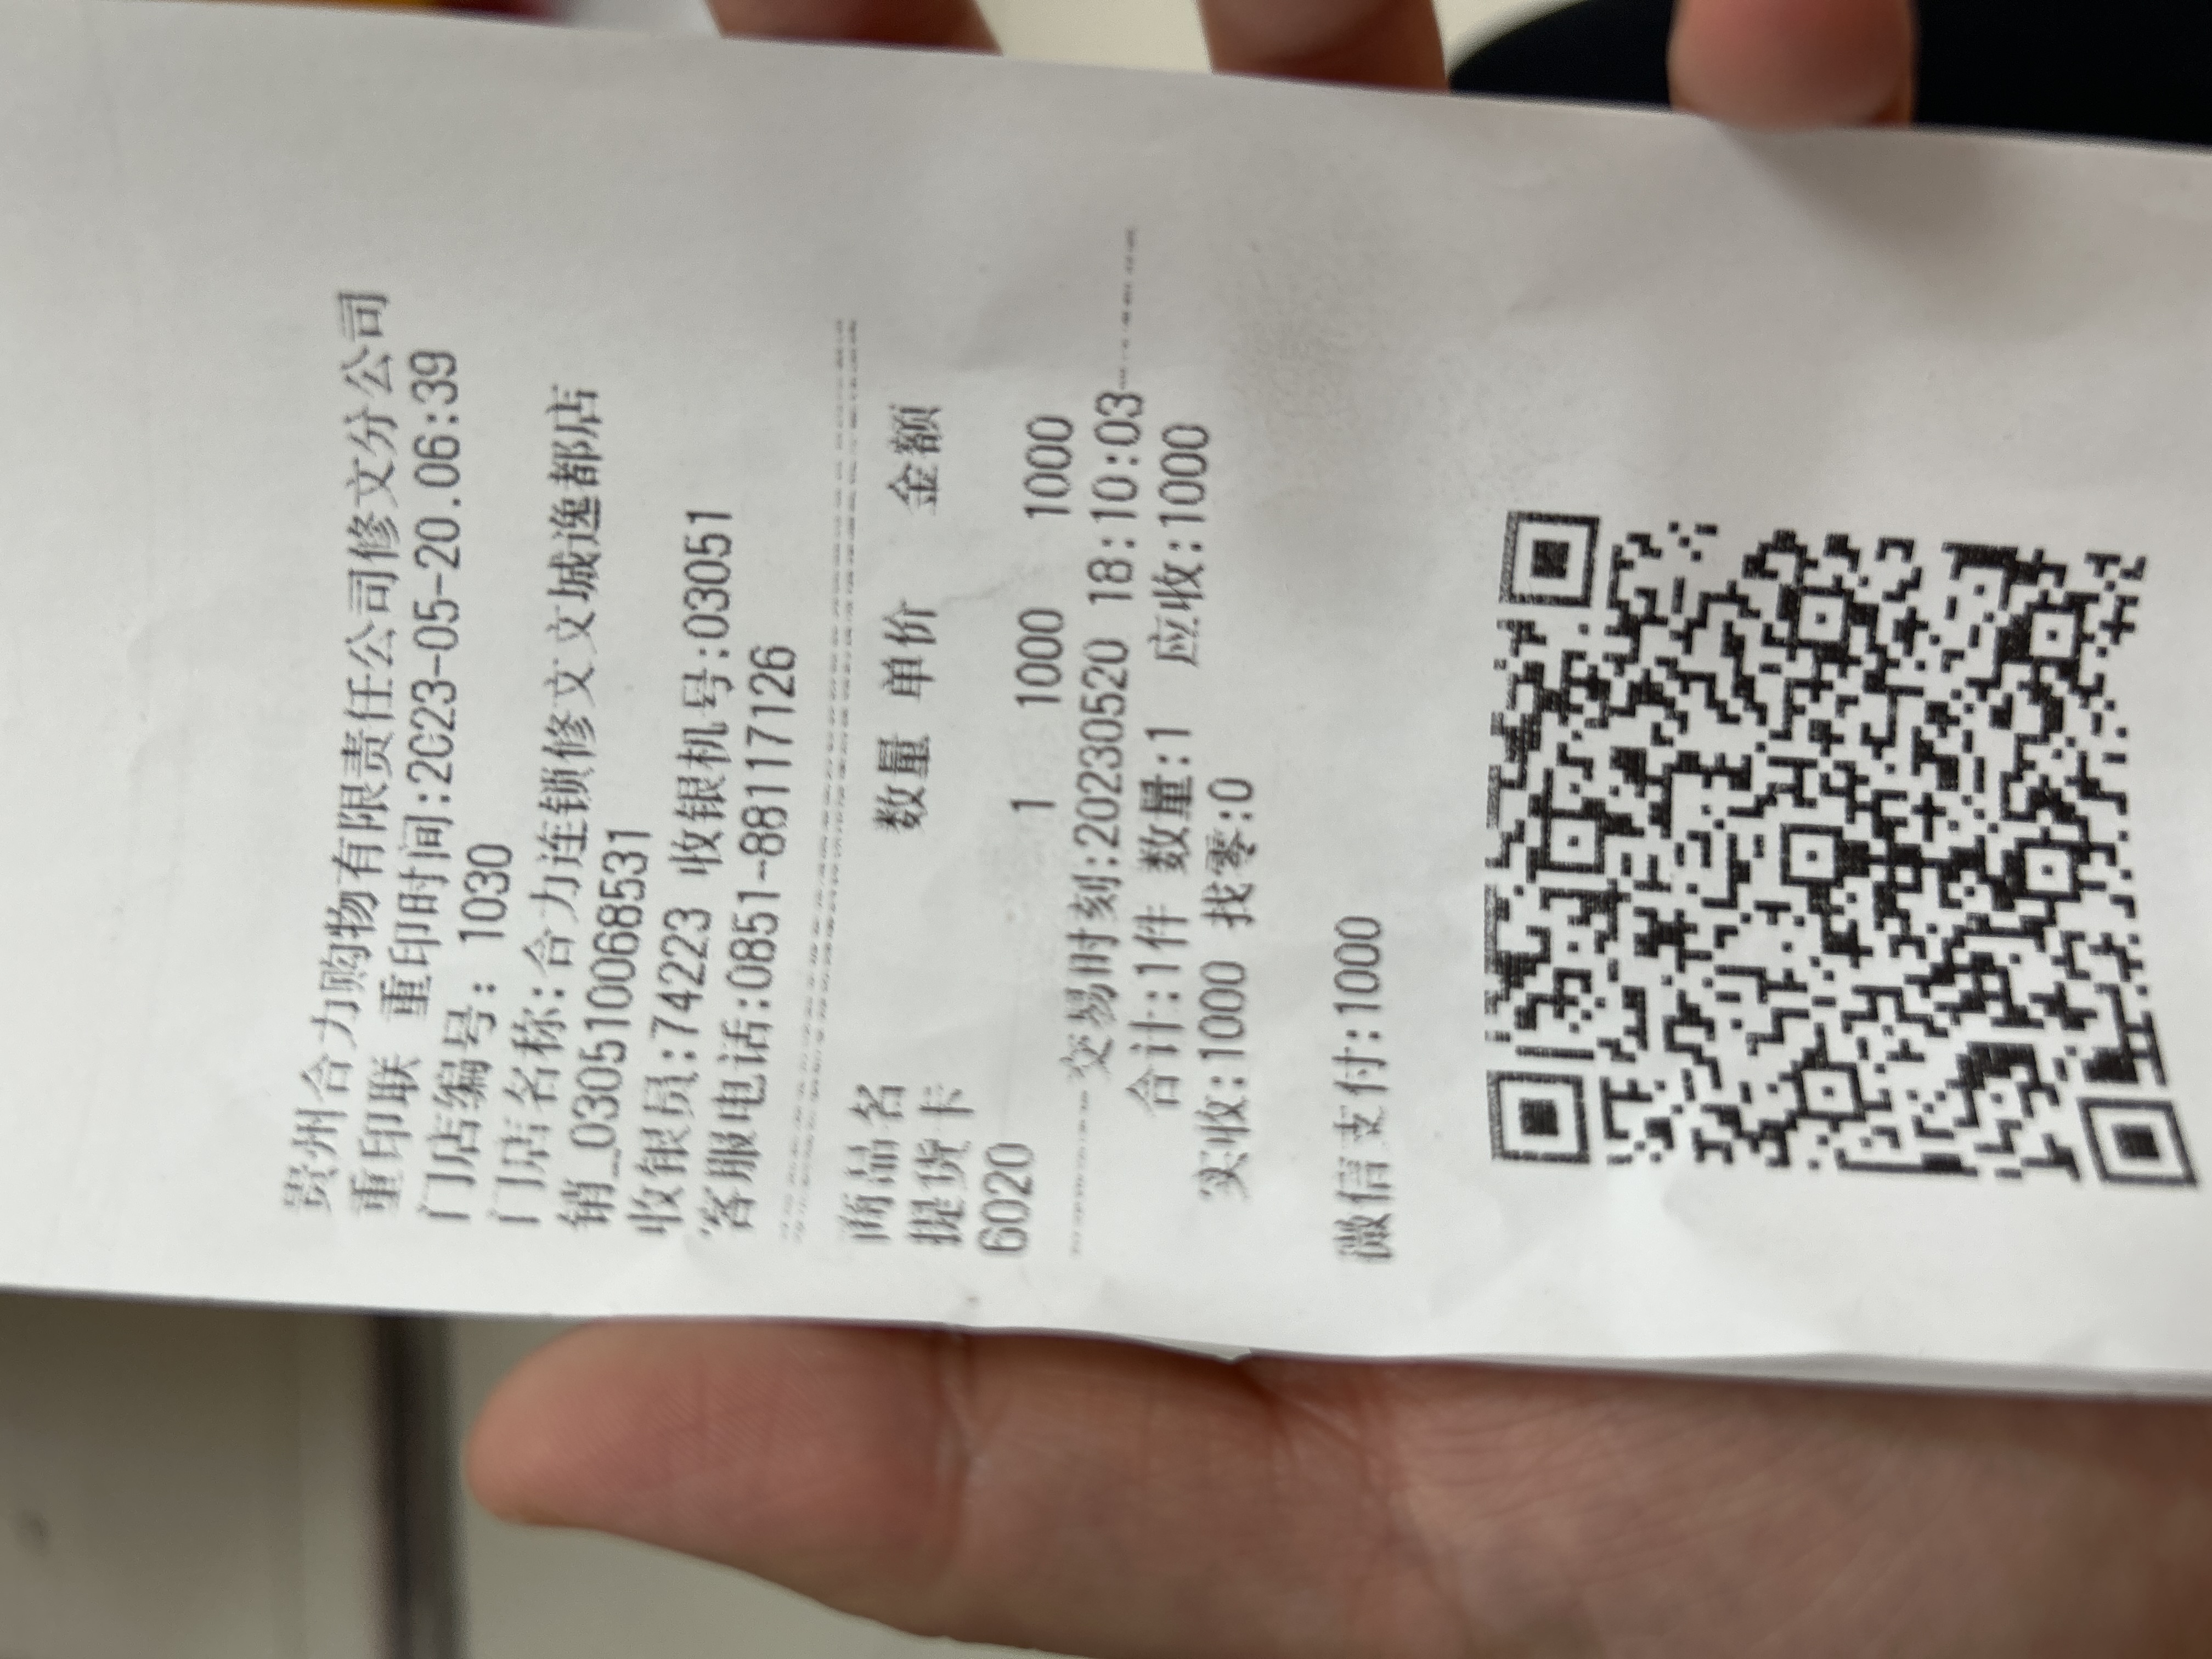 贵州合力购物有限责任公司修文分公司
重印联 重印时间:2023-05-20.06:39
门店编号: 1030
门店名称:合力连锁修文文城逸都店
销_030510068531
收银员:74223 收银机号:03051
客服电话:0851-88117126
商品名 数量 单价 金额
提货卡
6020 1 1000 1000
交易时刻:20230520 18:10:03
合计:1件 数量:1 应收:1000
实收:1000 找零:0
微信支付:1000